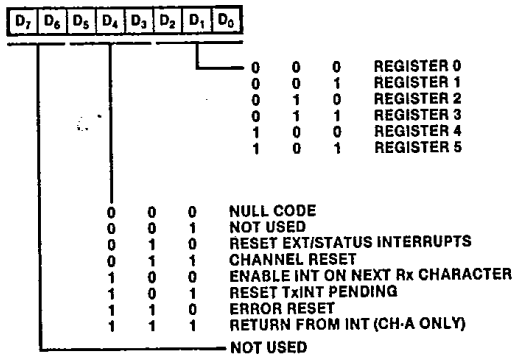 D7 D6 D5 D4 D3 D2 D1 D0
0 0 0 REGISTER 0
0 0 1 REGISTER 1
0 1 0 REGISTER 2
0 1 1 REGISTER 3
1 0 0 REGISTER 4
1 0 1 REGISTER 5
0 0 0 NULL CODE
0 0 1 NOT USED
0 1 0 RESET EXT/STATUS INTERRUPTS
0 1 1 CHANNEL RESET
1 0 0 ENABLE INT ON NEXT Rx CHARACTER
1 0 1 RESET TxINT PENDING
1 1 0 ERROR RESET
1 1 1 RETURN FROM INT (CH-A ONLY)
NOT USED